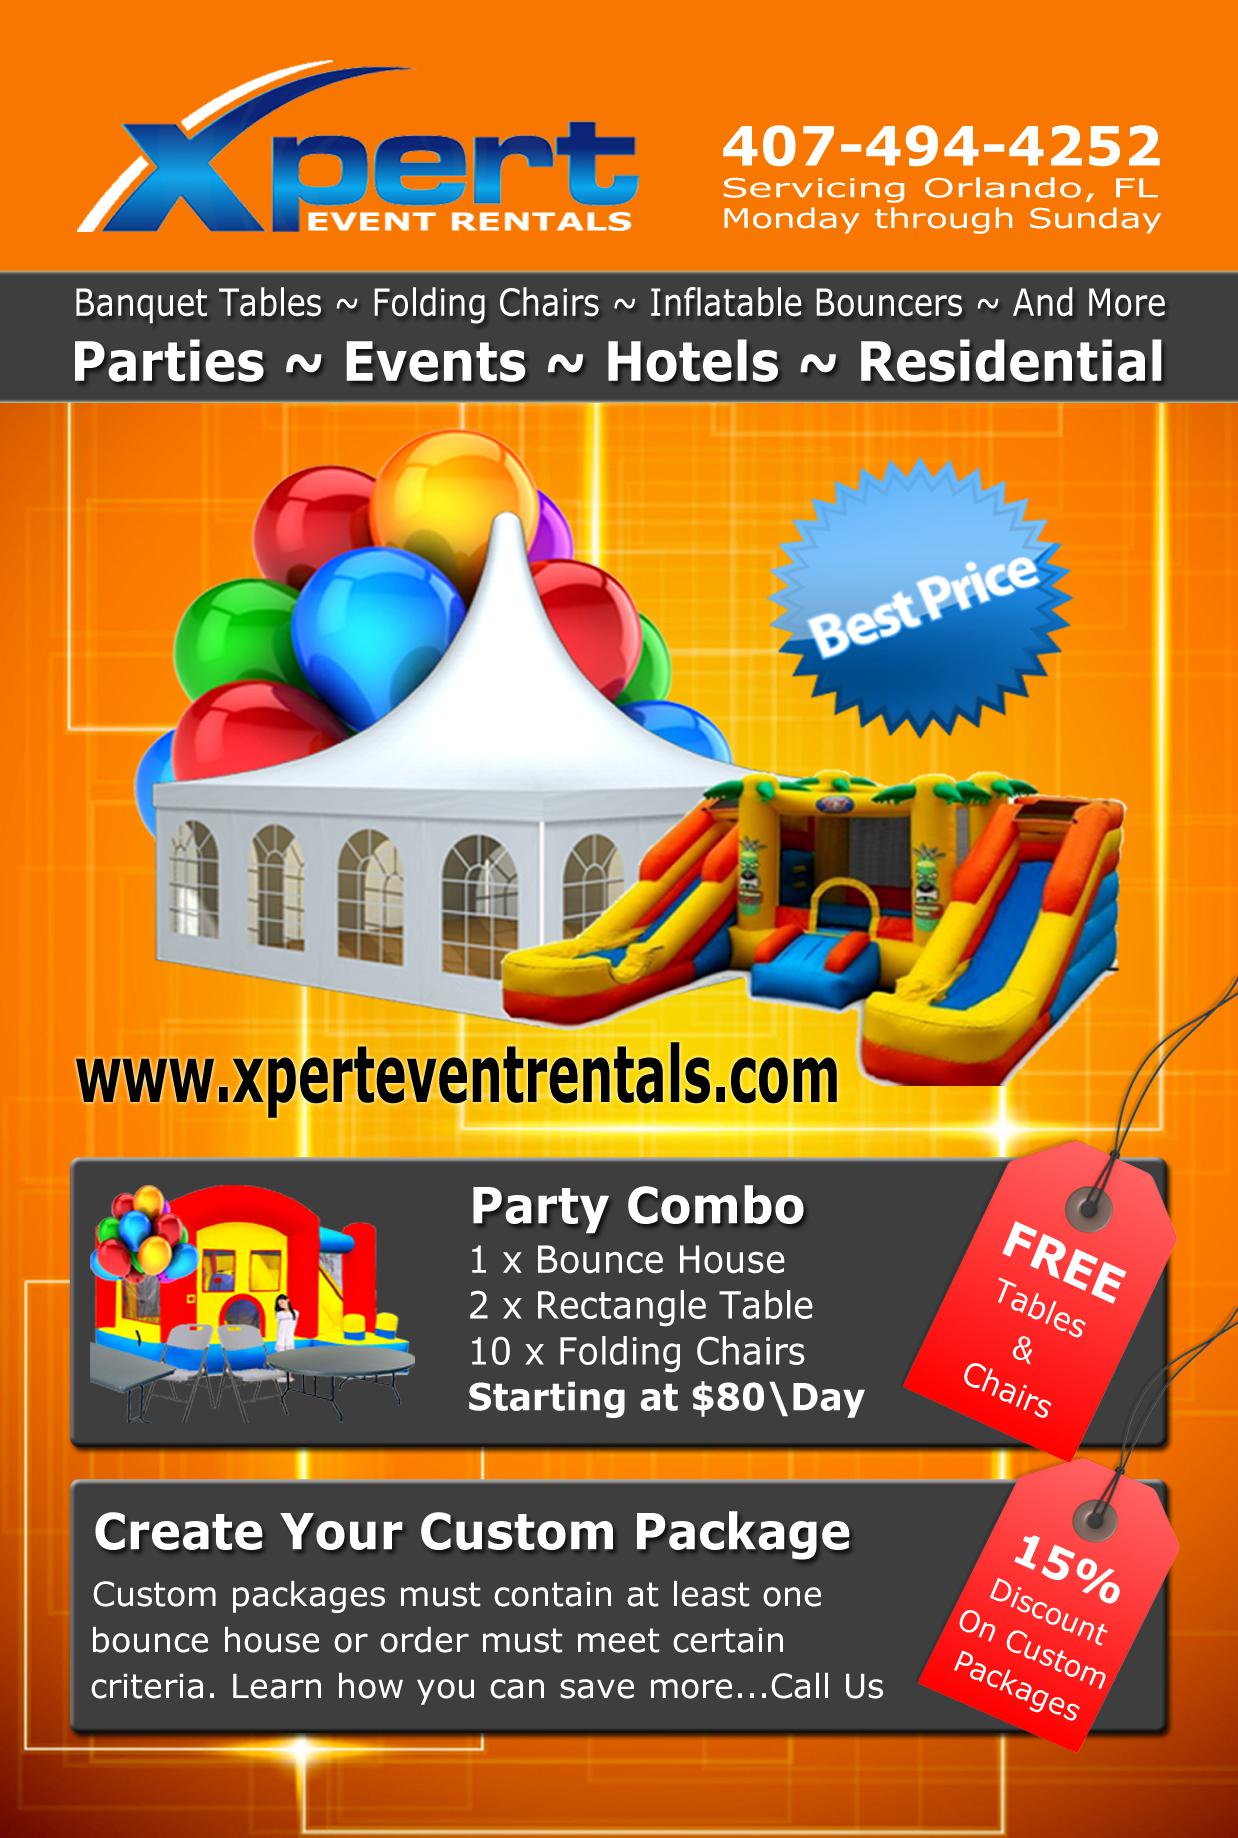 Xpert
EVENT RENTALS
407-494-4252
Servicing Orlando, FL
Monday through Sunday
Banquet Tables ~ Folding Chairs ~ Inflatable Bouncers ~ And More
Parties ~ Events ~ Hotels ~ Residential
Best Price
www.xperteventrentals.com
Party Combo
1 x Bounce House
2 x Rectangle Table
10 x Folding Chairs
Starting at $80\Day
FREE
Tables
&
Chairs
Create Your Custom Package
Custom packages must contain at least one
bounce house or order must meet certain
criteria. Learn how you can save more...Call Us
15%
Discount
On Custom
Packages